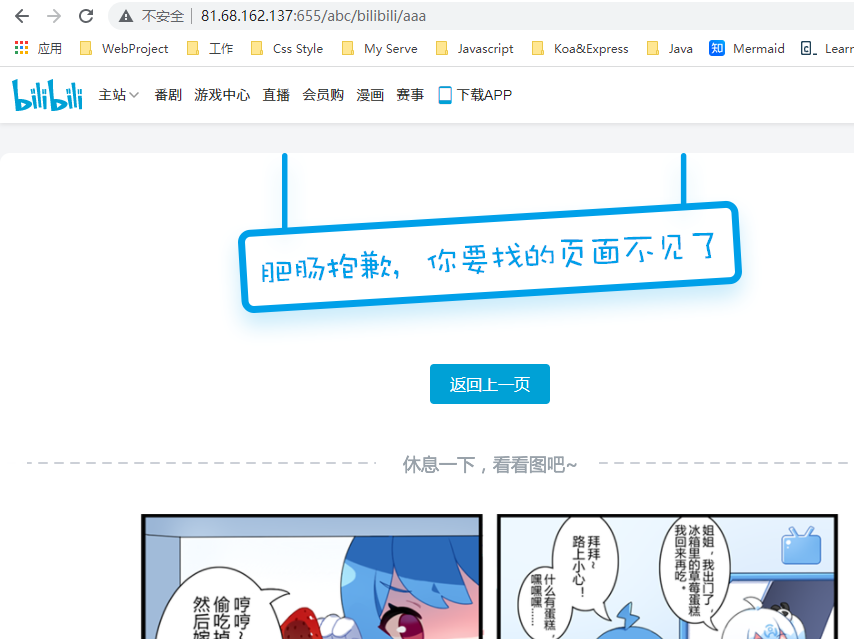 不安全 | 81.68.162.137:655/abc/bilibili/aaa
应用 WebProject 工作 Css Style My Serve Javascript Koa&Express Java 知 Mermaid Learn
bilibili 主站 番剧 游戏中心 直播 会员购 漫画 赛事 下载APP
肥肠抱歉，你要找的页面不见了
返回上一页
休息一下，看看图吧~
哼哼~
偷吃掉
然后嫁
拜拜~
路上小心！
什么有蛋糕，
嘿嘿嘿……
姐姐，我出门了，
冰箱里的草莓蛋糕
我回来再吃。